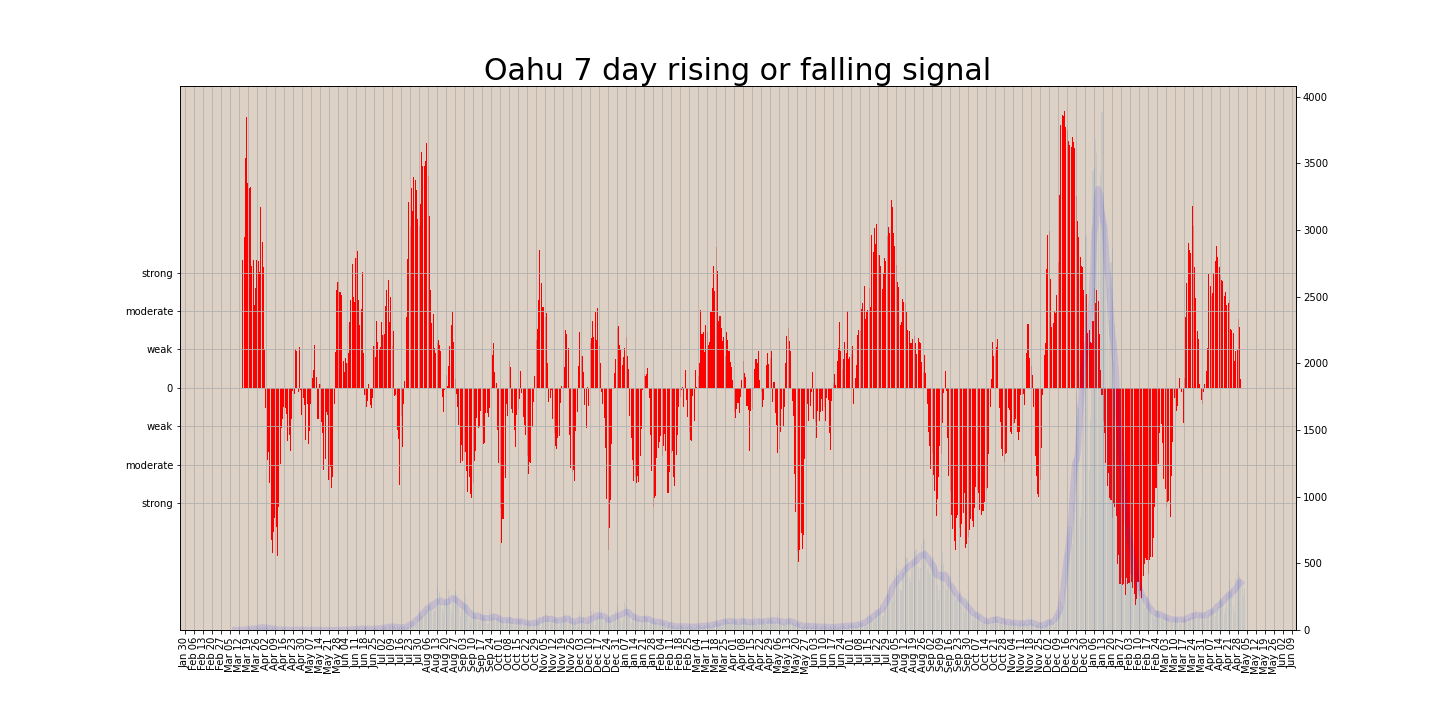 Oahu 7 day rising or falling signal
strong
moderate
weak
0
weak
moderate
strong
4000
3500
3000
2500
2000
1500
1000
500
0
Jan 30
Feb 06
Feb 13
Feb 20
Feb 27
Mar 05
Mar 12
Mar 19
Mar 26
Apr 02
Apr 09
Apr 16
Apr 23
Apr 30
May 07
May 14
May 21
May 28
Jun 04
Jun 11
Jun 18
Jun 25
Jul 02
Jul 09
Jul 16
Jul 23
Jul 30
Aug 06
Aug 13
Aug 20
Aug 27
Sep 03
Sep 10
Sep 17
Sep 24
Oct 01
Oct 08
Oct 15
Oct 22
Oct 29
Nov 05
Nov 12
Nov 19
Nov 26
Dec 03
Dec 10
Dec 17
Dec 24
Dec 31
Jan 07
Jan 14
Jan 21
Jan 28
Feb 04
Feb 11
Feb 18
Feb 25
Mar 04
Mar 11
Mar 18
Mar 25
Apr 01
Apr 08
Apr 15
Apr 22
Apr 29
May 06
May 13
May 20
May 27
Jun 03
Jun 10
Jun 17
Jun 24
Jul 01
Jul 08
Jul 15
Jul 22
Jul 29
Aug 05
Aug 12
Aug 19
Aug 26
Sep 02
Sep 09
Sep 16
Sep 23
Sep 30
Oct 07
Oct 14
Oct 21
Oct 28
Nov 04
Nov 11
Nov 18
Nov 25
Dec 02
Dec 09
Dec 16
Dec 23
Dec 30
Jan 06
Jan 13
Jan 20
Jan 27
Feb 03
Feb 10
Feb 17
Feb 24
Mar 03
Mar 10
Mar 17
Mar 24
Mar 31
Apr 07
Apr 14
Apr 21
Apr 28
May 05
May 12
May 19
May 26
Jun 02
Jun 09